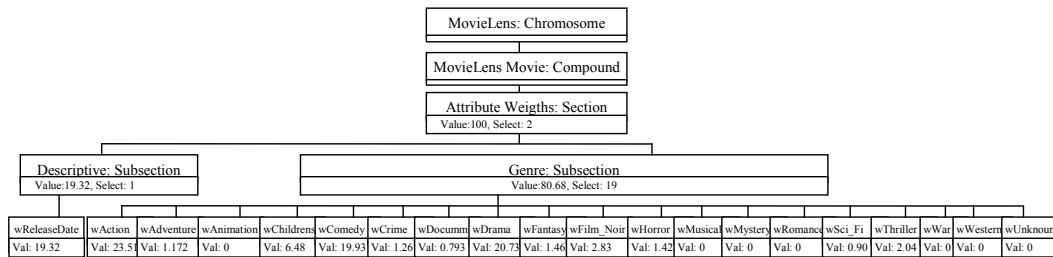 MovieLens: Chromosome
MovieLens Movie: Compound
Attribute Weigths: Section
Value:100, Select: 2
Descriptive: Subsection
Value:19.32, Select: 1
Genre: Subsection
Value:80.68, Select: 19
wReleaseDate wAction wAdventure wAnimation wChildrens wComedy wCrime wDocumm wDrama wFantasy wFilm_Noir wHorror wMusical wMystery wRomance wSci_Fi wThriller wWar wWestern wUnknoun
Val: 19.32 Val: 23.51 Val: 1.172 Val: 0 Val: 6.48 Val: 19.93 Val: 1.26 Val: 0.793 Val: 20.73 Val: 1.46 Val: 2.83 Val: 1.42 Val: 0 Val: 0 Val: 0 Val: 0.90 Val: 2.04 Val: 0 Val: 0 Val: 0